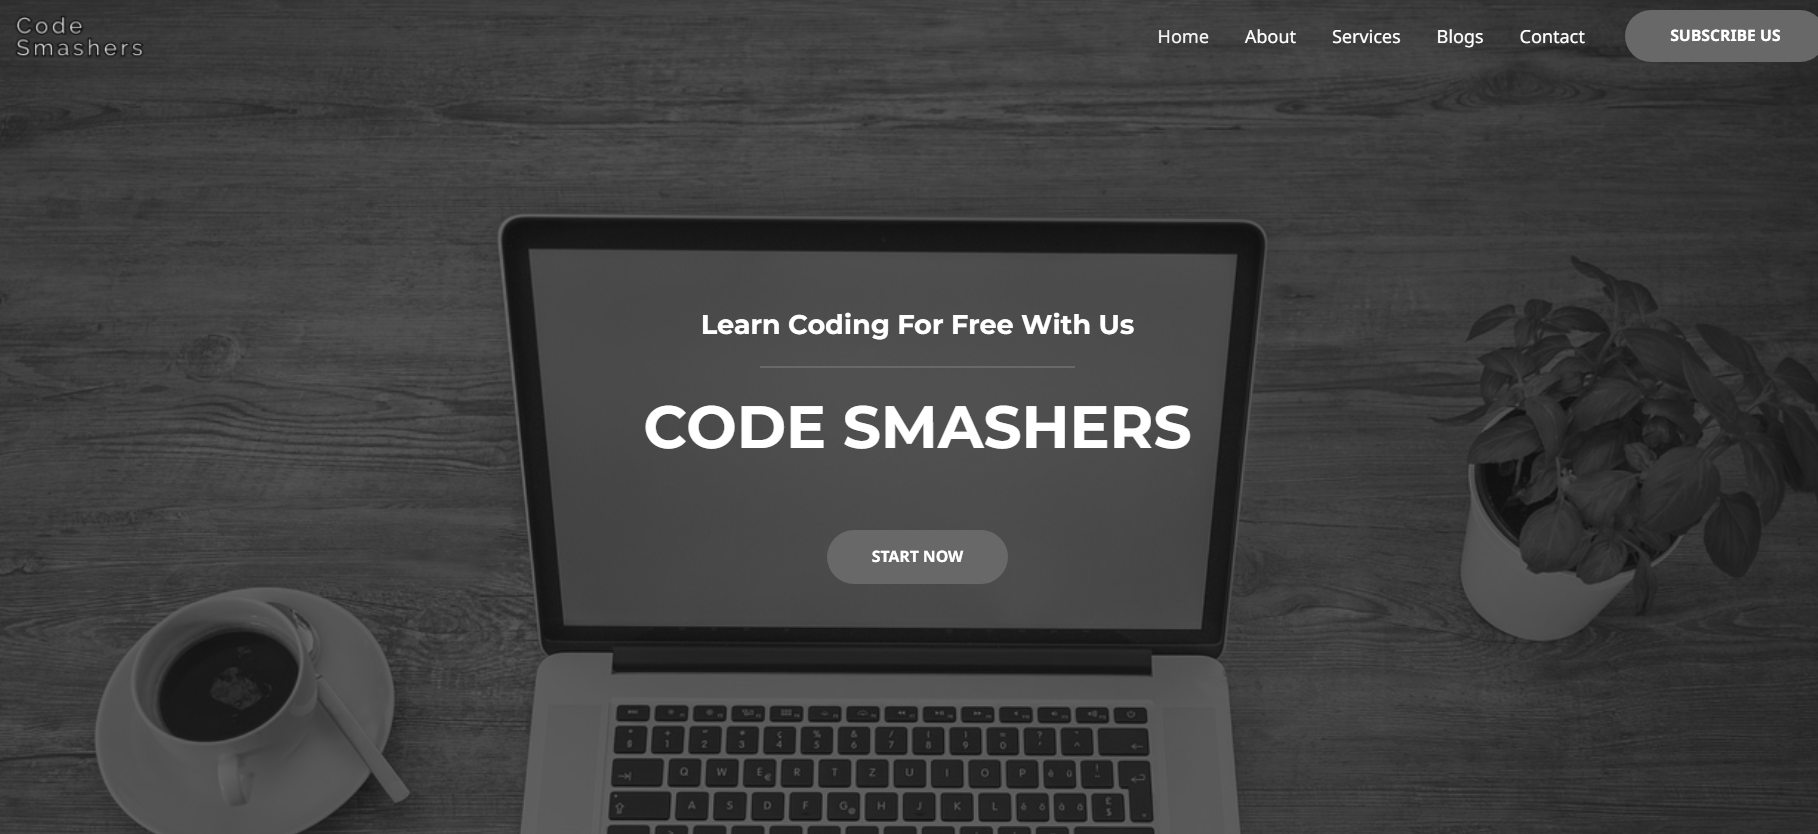 Code
Smashers
Home About Services Blogs Contact SUBSCRIBE US
Learn Coding For Free With Us
CODE SMASHERS
START NOW
Q W E R T Z U I O P
A S D F G H J K L